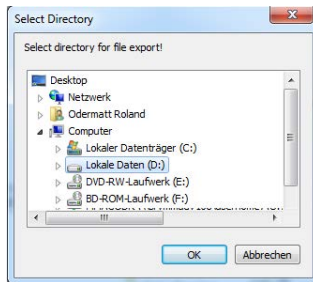 Select Directory
Select directory for file export!
Desktop
Netzwerk
Odermatt Roland
Computer
Lokaler Datenträger (C:)
Lokale Daten (D:)
DVD-RW-Laufwerk (E:)
BD-ROM-Laufwerk (F:)
OK Abbrechen